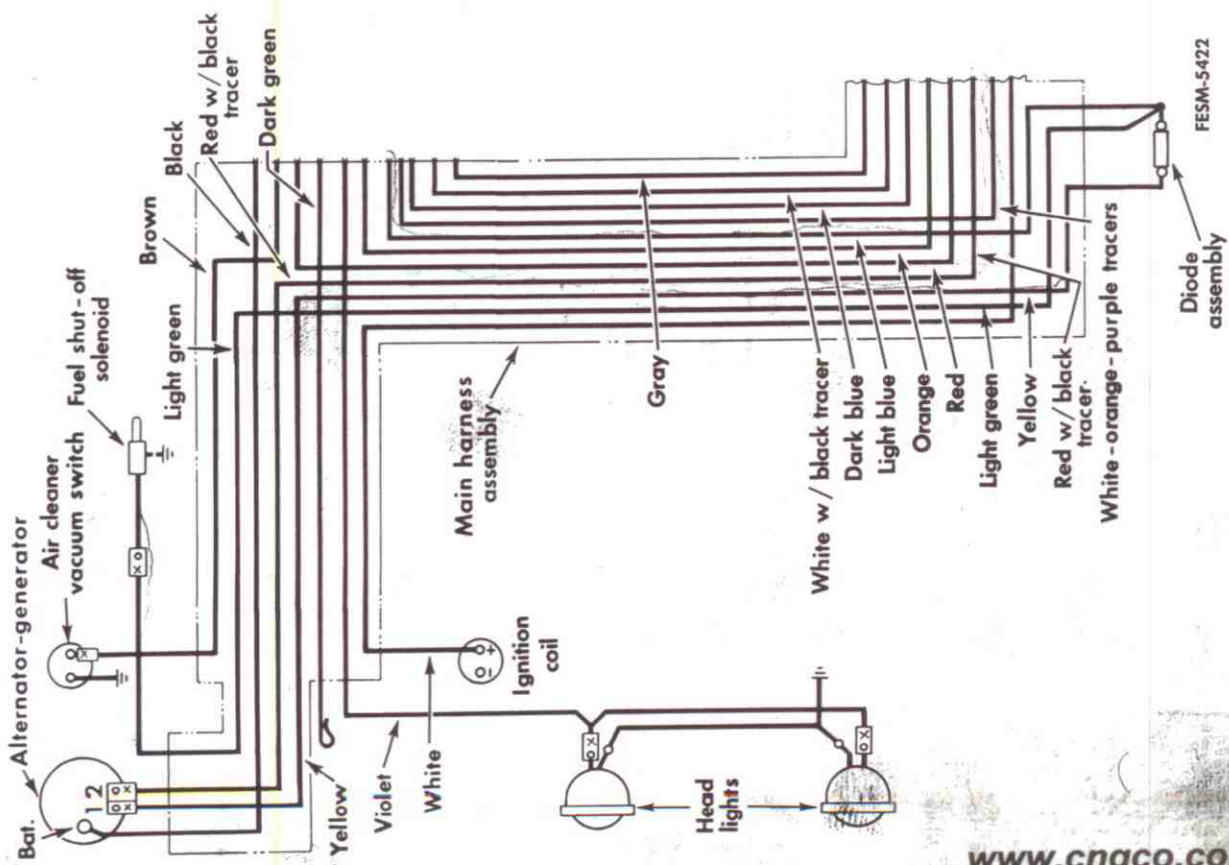 Alternator-generator
Bat.
1 2
Air cleaner
vacuum switch
Fuel shut-off
solenoid
Light green
Brown
Black
Red w/ black
tracer
Dark green
Yellow
Violet
White
Ignition
coil
- +
Head
lights
Main harness
assembly
Gray
White w/ black tracer
Dark blue
Light blue
Orange
Red
Light green
Yellow
Red w/ black
tracer.
White-orange-purple tracers
Diode
assembly
FESM-5422
www.cngco.co